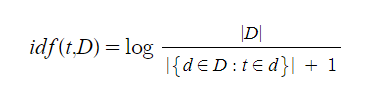 idf(t,D) = log |D| / |{d ∈ D : t ∈ d}| + 1